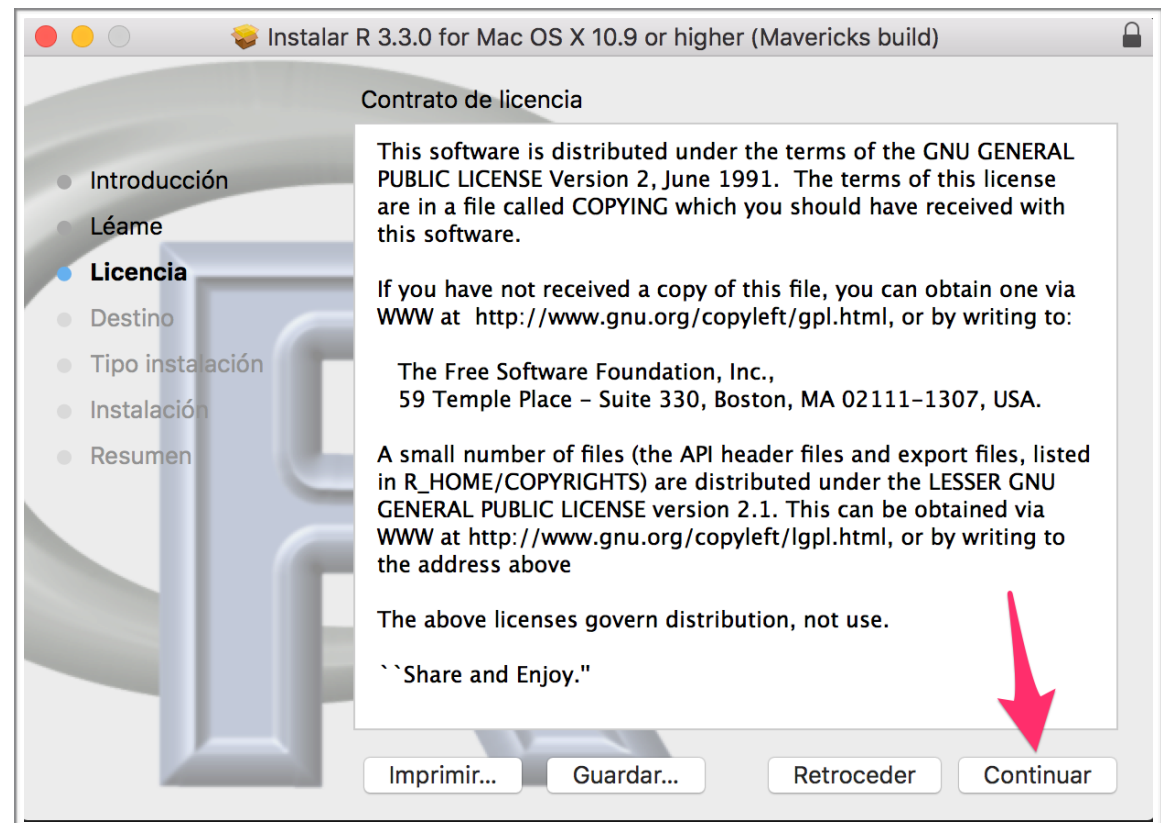 Instalar R 3.3.0 for Mac OS X 10.9 or higher (Mavericks build)
Introducción
Léame
Licencia
Destino
Tipo instalación
Instalación
Resumen
Contrato de licencia
This software is distributed under the terms of the GNU GENERAL
PUBLIC LICENSE Version 2, June 1991.  The terms of this license
are in a file called COPYING which you should have received with
this software.
If you have not received a copy of this file, you can obtain one via
WWW at  http://www.gnu.org/copyleft/gpl.html, or by writing to:
The Free Software Foundation, Inc.,
59 Temple Place – Suite 330, Boston, MA 02111–1307, USA.
A small number of files (the API header files and export files, listed
in R_HOME/COPYRIGHTS) are distributed under the LESSER GNU
GENERAL PUBLIC LICENSE version 2.1. This can be obtained via
WWW at http://www.gnu.org/copyleft/lgpl.html, or by writing to
the address above
The above licenses govern distribution, not use.
``Share and Enjoy."
Imprimir... Guardar... Retroceder Continuar